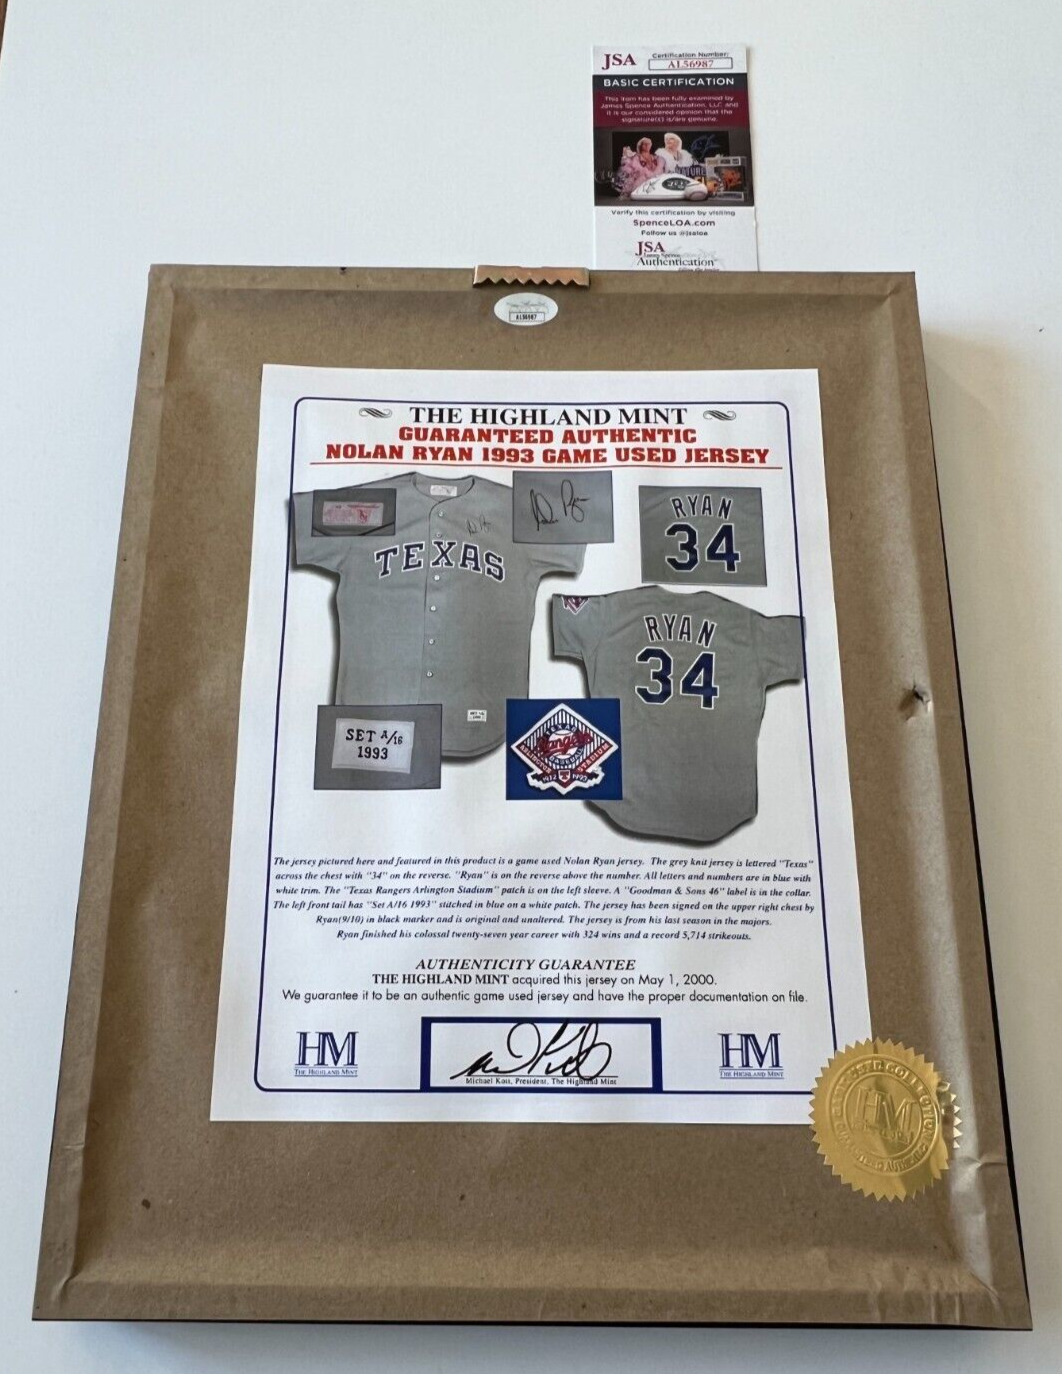 JSA
Certification Number:
AL56987
BASIC CERTIFICATION
This item has been fully examined by
James Spence Authentication, LLC and
it is our considered opinion that the
signature(s) is/are genuine.
Verify this certification by visiting
SpenceLOA.com
Follow us @jsaloa
JSA
James Spence
Authentication
AL56987
THE HIGHLAND MINT
GUARANTEED AUTHENTIC
NOLAN RYAN 1993 GAME USED JERSEY
RYAN
34
TEXAS
RYAN
34
SET A/16
1993
Rangers
BASEBALL
ARLINGTON STADIUM
1972 1993
The jersey pictured here and featured in this product is a game used Nolan Ryan jersey. The grey knit jersey is lettered "Texas"
across the chest with "34" on the reverse. "Ryan" is on the reverse above the number. All letters and numbers are in blue with
white trim. The "Texas Rangers Arlington Stadium" patch is on the left sleeve. A "Goodman & Sons 46" label is in the collar.
The left front tail has "Set A/16 1993" stitched in blue on a white patch. The jersey has been signed on the upper right chest by
Ryan(9/10) in black marker and is original and unaltered. The jersey is from his last season in the majors.
Ryan finished his colossal twenty-seven year career with 324 wins and a record 5,714 strikeouts.
AUTHENTICITY GUARANTEE
THE HIGHLAND MINT acquired this jersey on May 1, 2000.
We guarantee it to be an authentic game used jersey and have the proper documentation on file.
HM
THE HIGHLAND MINT
Michael Kott, President, The Highland Mint
HM
THE HIGHLAND MINT
HM